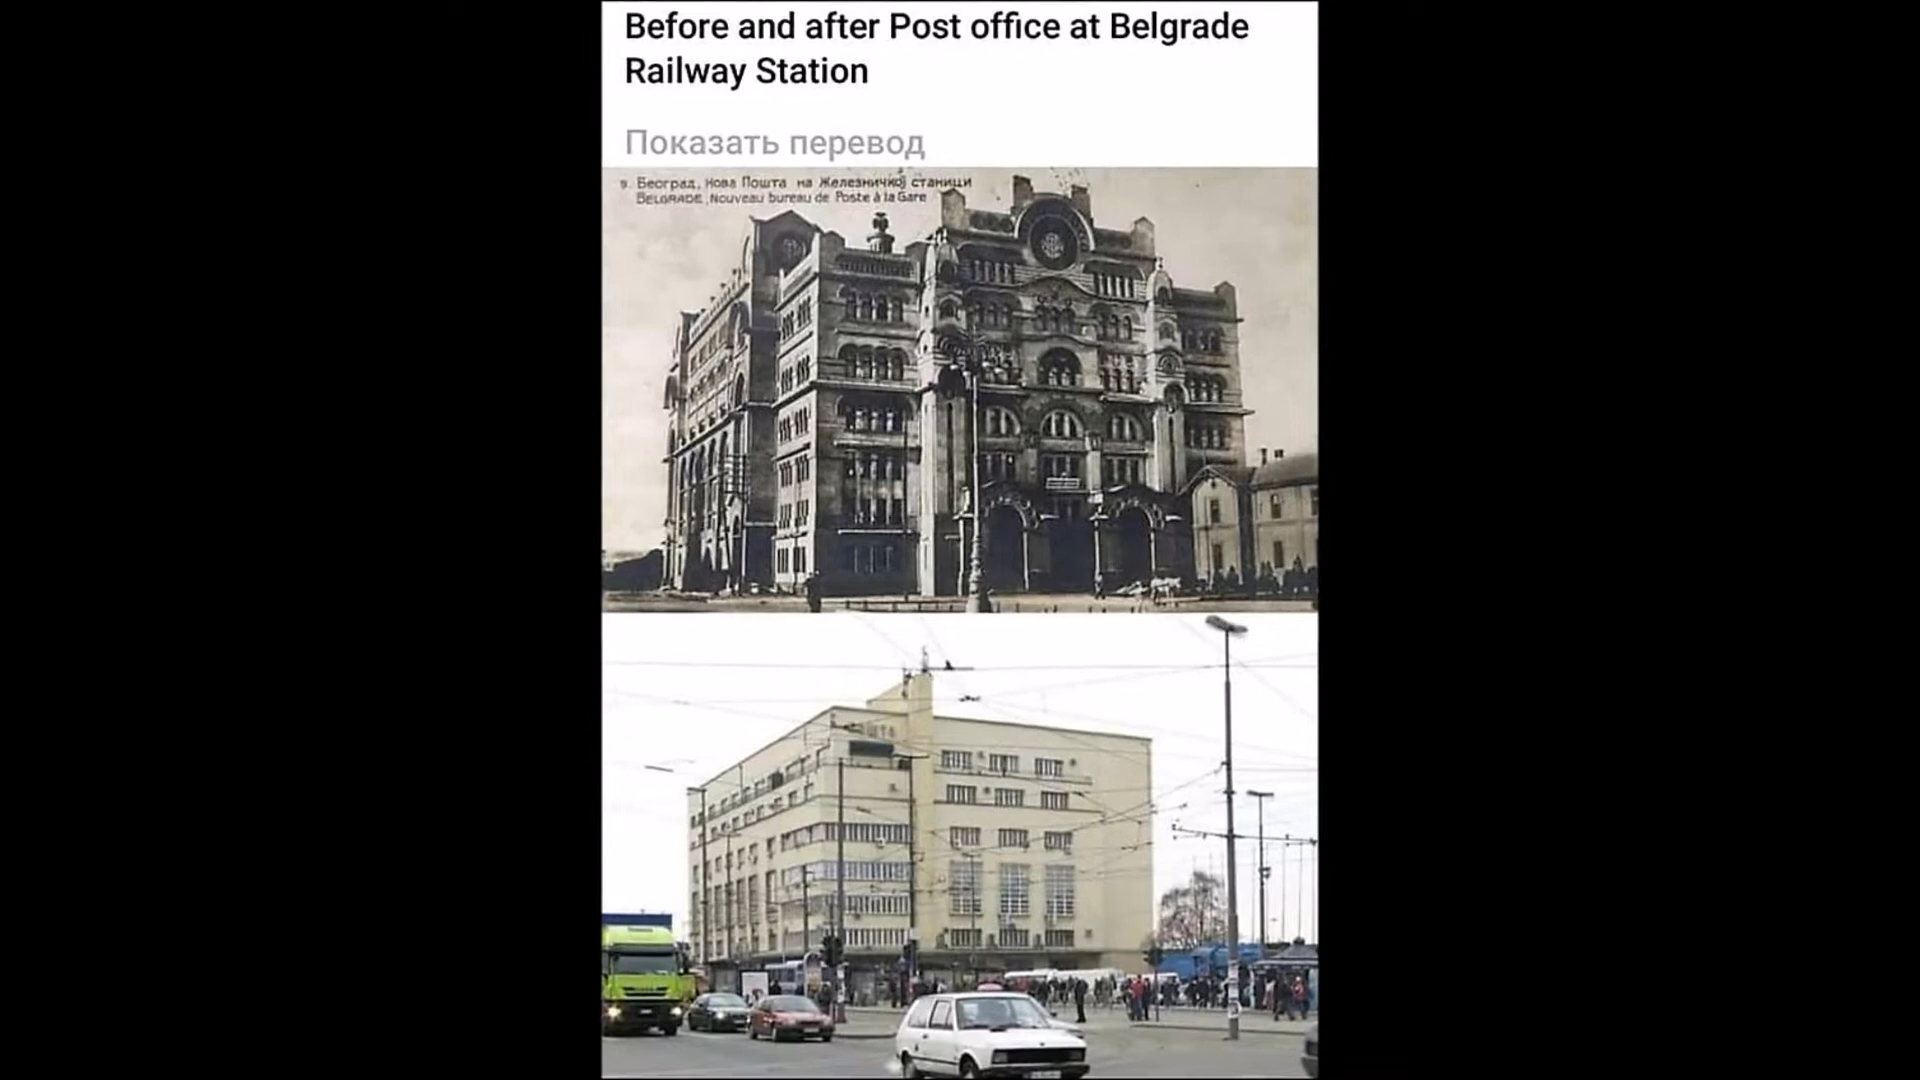 Before and after Post office at Belgrade
Railway Station
Показать перевод
9. Београд, Нова Пошта на Железничкој станици
BELGRADE, Nouveau bureau de Poste à la Gare